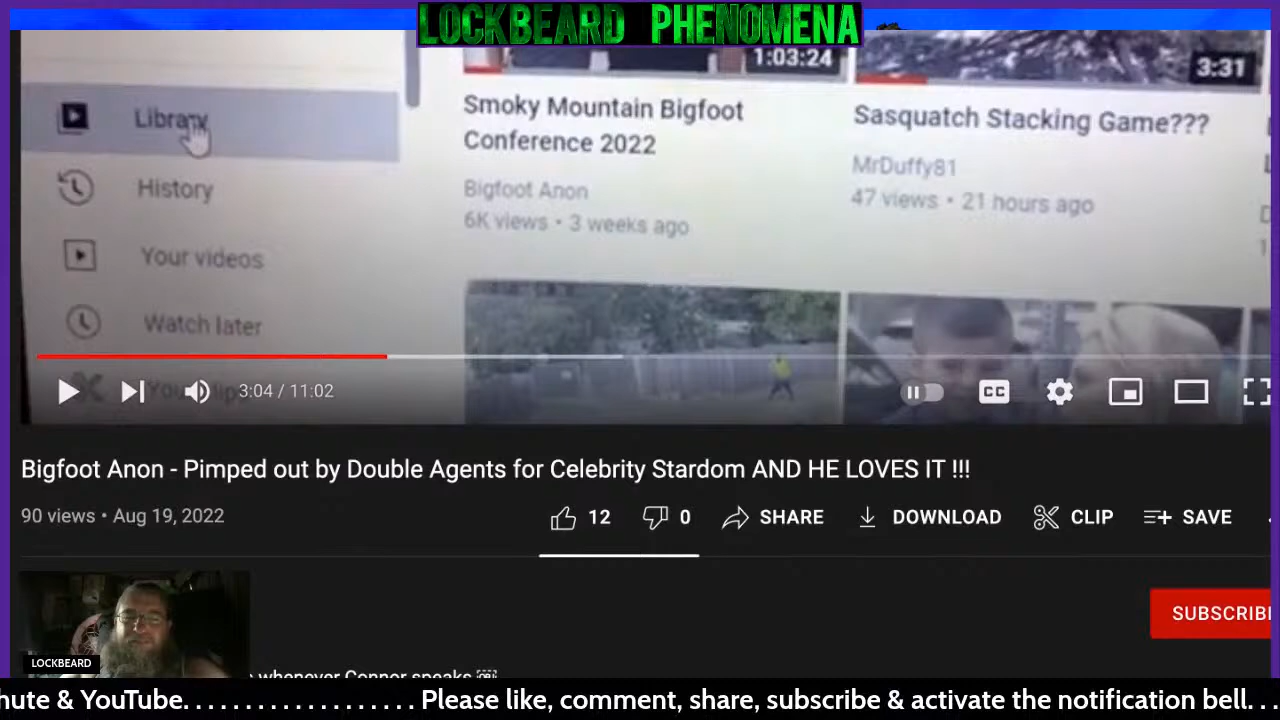 LOCKBEARD PHENOMENA
1:03:24
3:31
Library
Smoky Mountain Bigfoot
Conference 2022
Sasquatch Stacking Game???
History
Bigfoot Anon
MrDuffy81
6K views • 3 weeks ago
47 views • 21 hours ago
Your videos
Watch later
3:04 / 11:02
CC
Bigfoot Anon - Pimped out by Double Agents for Celebrity Stardom AND HE LOVES IT !!!
90 views • Aug 19, 2022
12
0
SHARE
DOWNLOAD
CLIP
SAVE
SUBSCRIBE
LOCKBEARD
whenever Connor speaks
hute & YouTube. . . . . . . . . . . . . . . . . . . Please like, comment, share, subscribe & activate the notification bell. . .